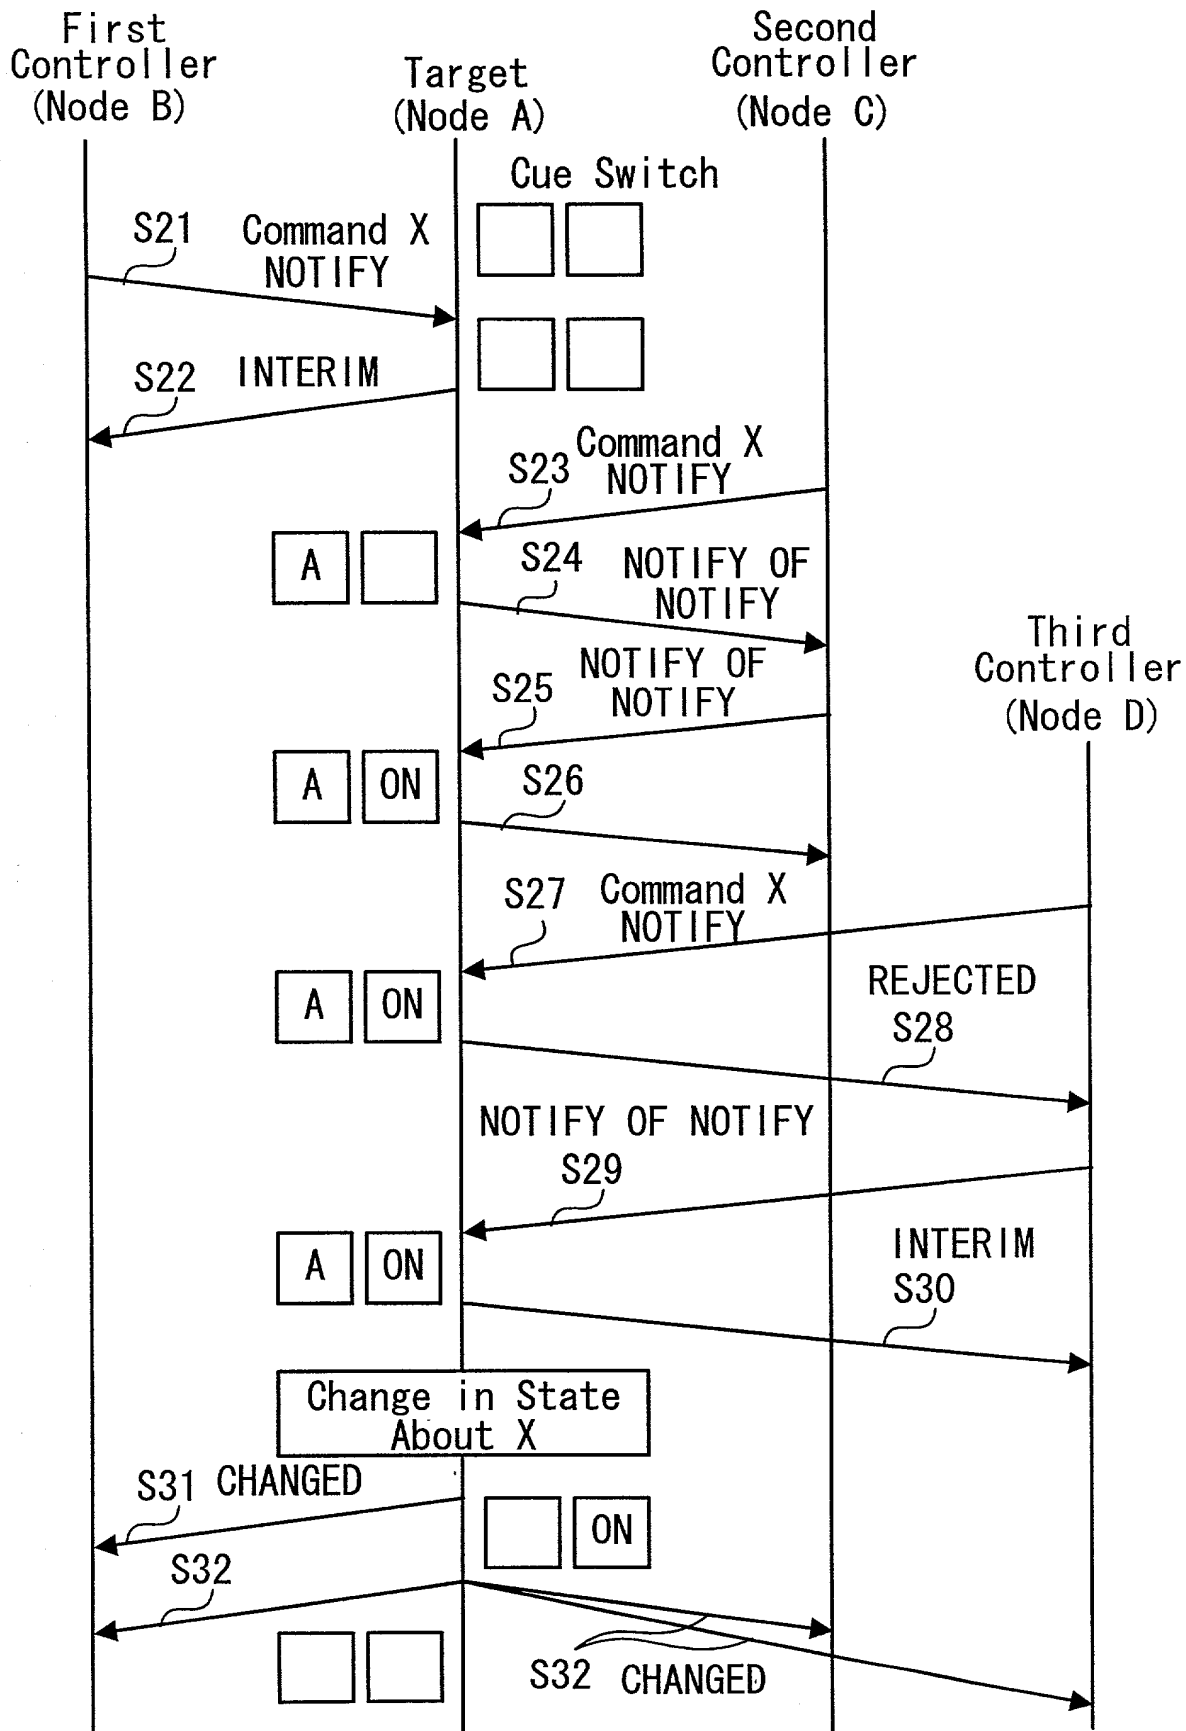 First
Controller
(Node B)
Target
(Node A)
Second
Controller
(Node C)
Cue Switch
S21
Command X
NOTIFY
S22
INTERIM
Command X
S23
NOTIFY
A
S24
NOTIFY OF
NOTIFY
Third
Controller
(Node D)
NOTIFY OF
S25
NOTIFY
A
ON
S26
S27
Command X
NOTIFY
A
ON
REJECTED
S28
NOTIFY OF NOTIFY
S29
A
ON
INTERIM
S30
Change in State
About X
S31
CHANGED
ON
S32
S32
CHANGED